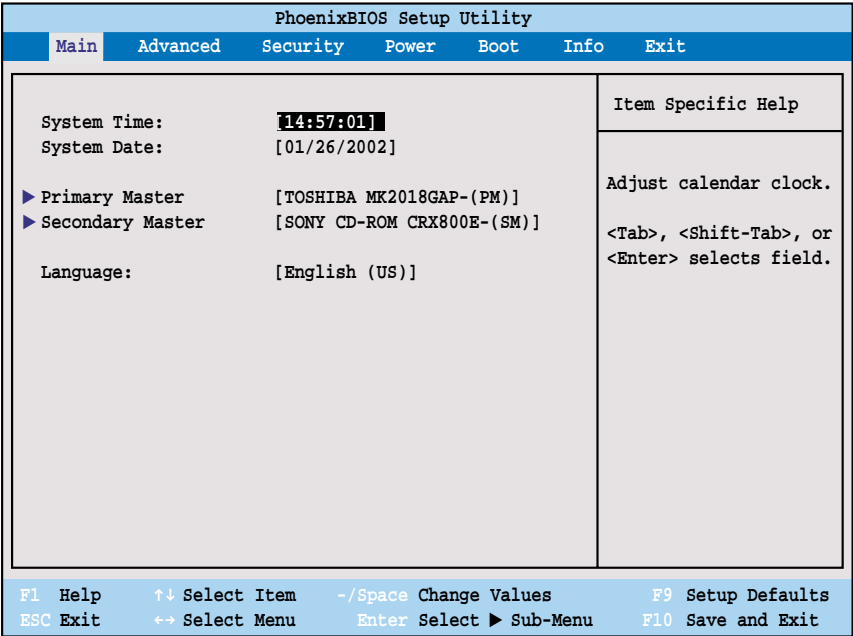 PhoenixBIOS Setup Utility
Main Advanced Security Power Boot Info Exit
System Time: [14:57:01]
System Date: [01/26/2002]
▶ Primary Master [TOSHIBA MK2018GAP-(PM)]
▶ Secondary Master [SONY CD-ROM CRX800E-(SM)]
Language: [English (US)]
Item Specific Help
Adjust calendar clock.
<Tab>, <Shift-Tab>, or
<Enter> selects field.
F1 Help ↑↓ Select Item -/Space Change Values F9 Setup Defaults
ESC Exit ←→ Select Menu Enter Select ▶ Sub-Menu F10 Save and Exit